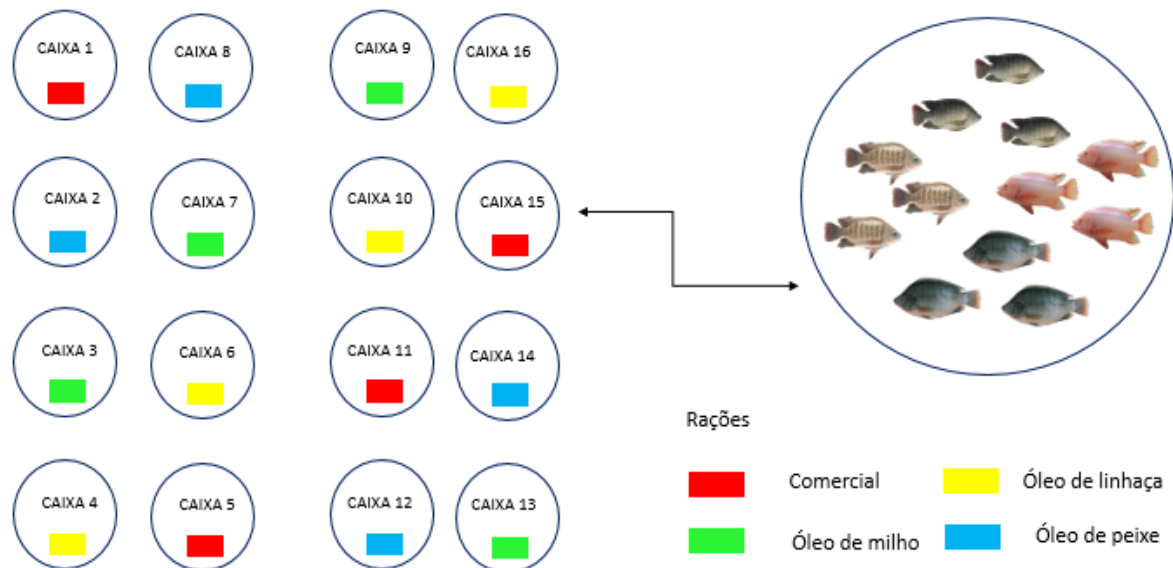 CAIXA 1
CAIXA 8
CAIXA 9
CAIXA 16
CAIXA 2
CAIXA 7
CAIXA 10
CAIXA 15
CAIXA 3
CAIXA 6
CAIXA 11
CAIXA 14
CAIXA 4
CAIXA 5
CAIXA 12
CAIXA 13
Rações
Comercial
Óleo de linhaça
Óleo de milho
Óleo de peixe